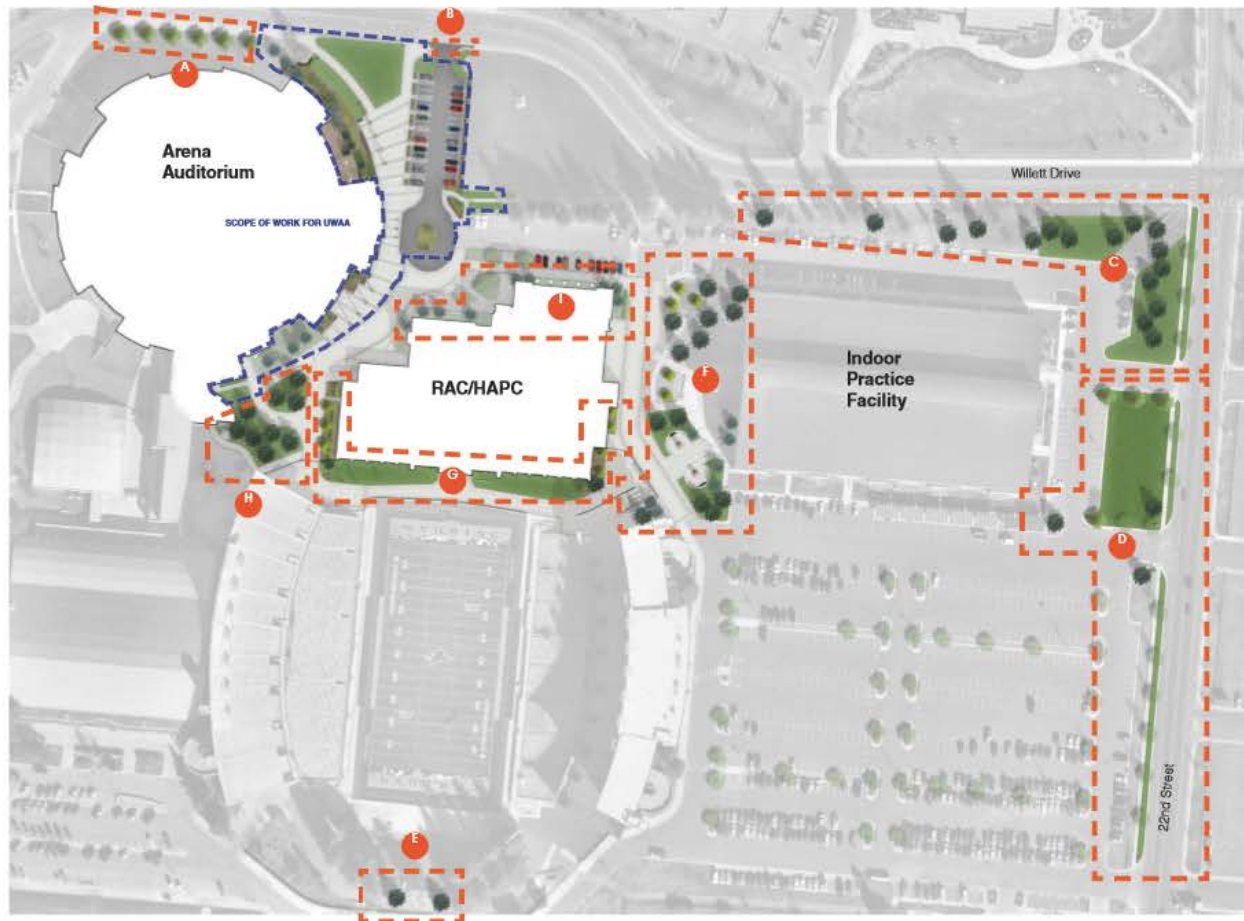 B
A
Arena
Auditorium
Willett Drive
SCOPE OF WORK FOR UWAA
C
I
RAC/HAPC
Indoor
Practice
Facility
F
G
H
D
22nd Street
E